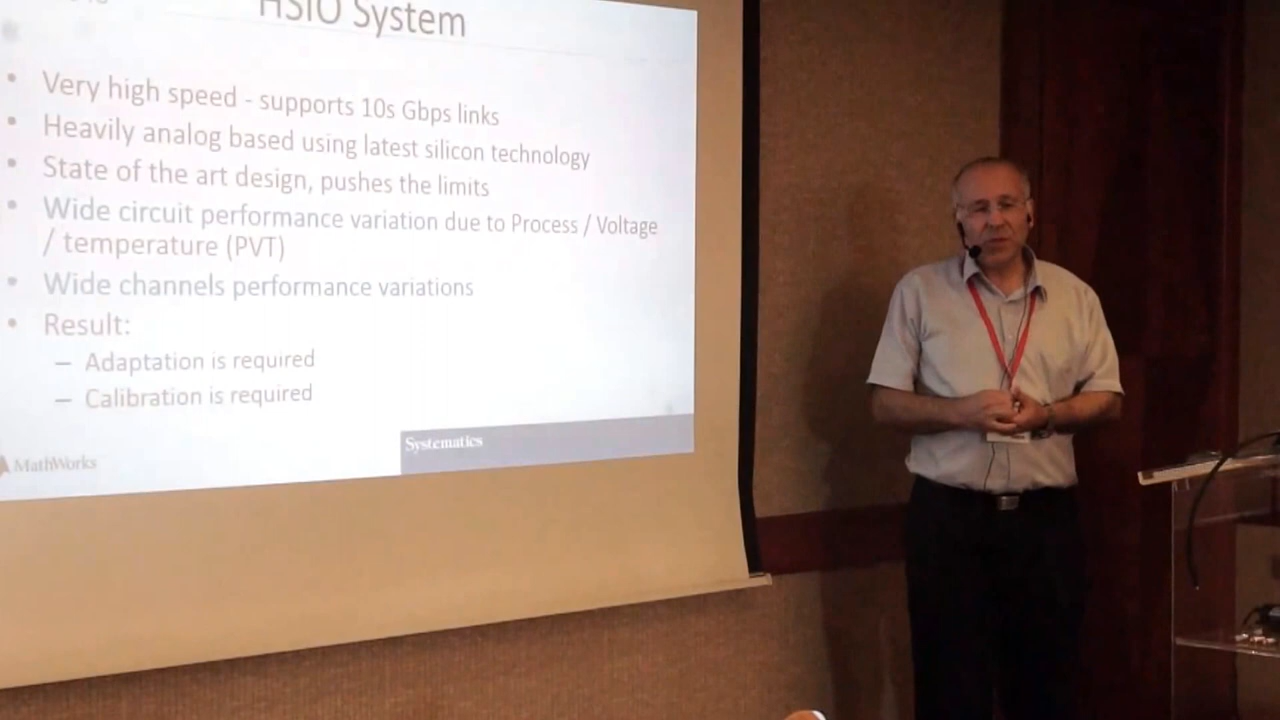 HSIO System
Very high speed - supports 10s Gbps links
Heavily analog based using latest silicon technology
State of the art design, pushes the limits
Wide circuit performance variation due to Process / Voltage
/ temperature (PVT)
Wide channels performance variations
Result:
– Adaptation is required
– Calibration is required
Systematics
MathWorks